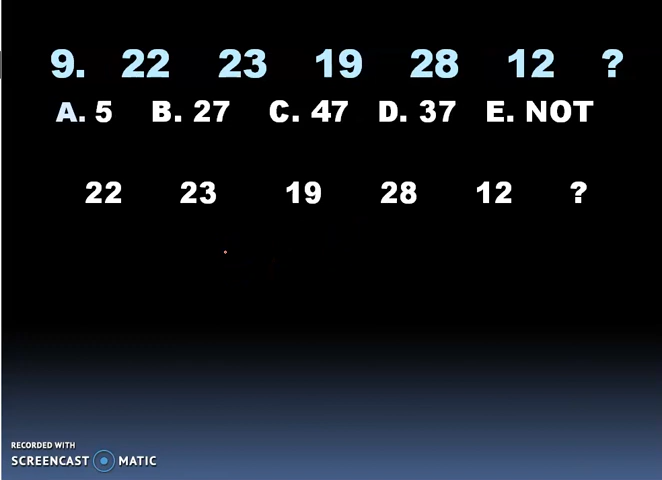 9. 22 23 19 28 12 ?
A. 5 B. 27 C. 47 D. 37 E. NOT
22 23 19 28 12 ?
RECORDED WITH
SCREENCAST MATIC